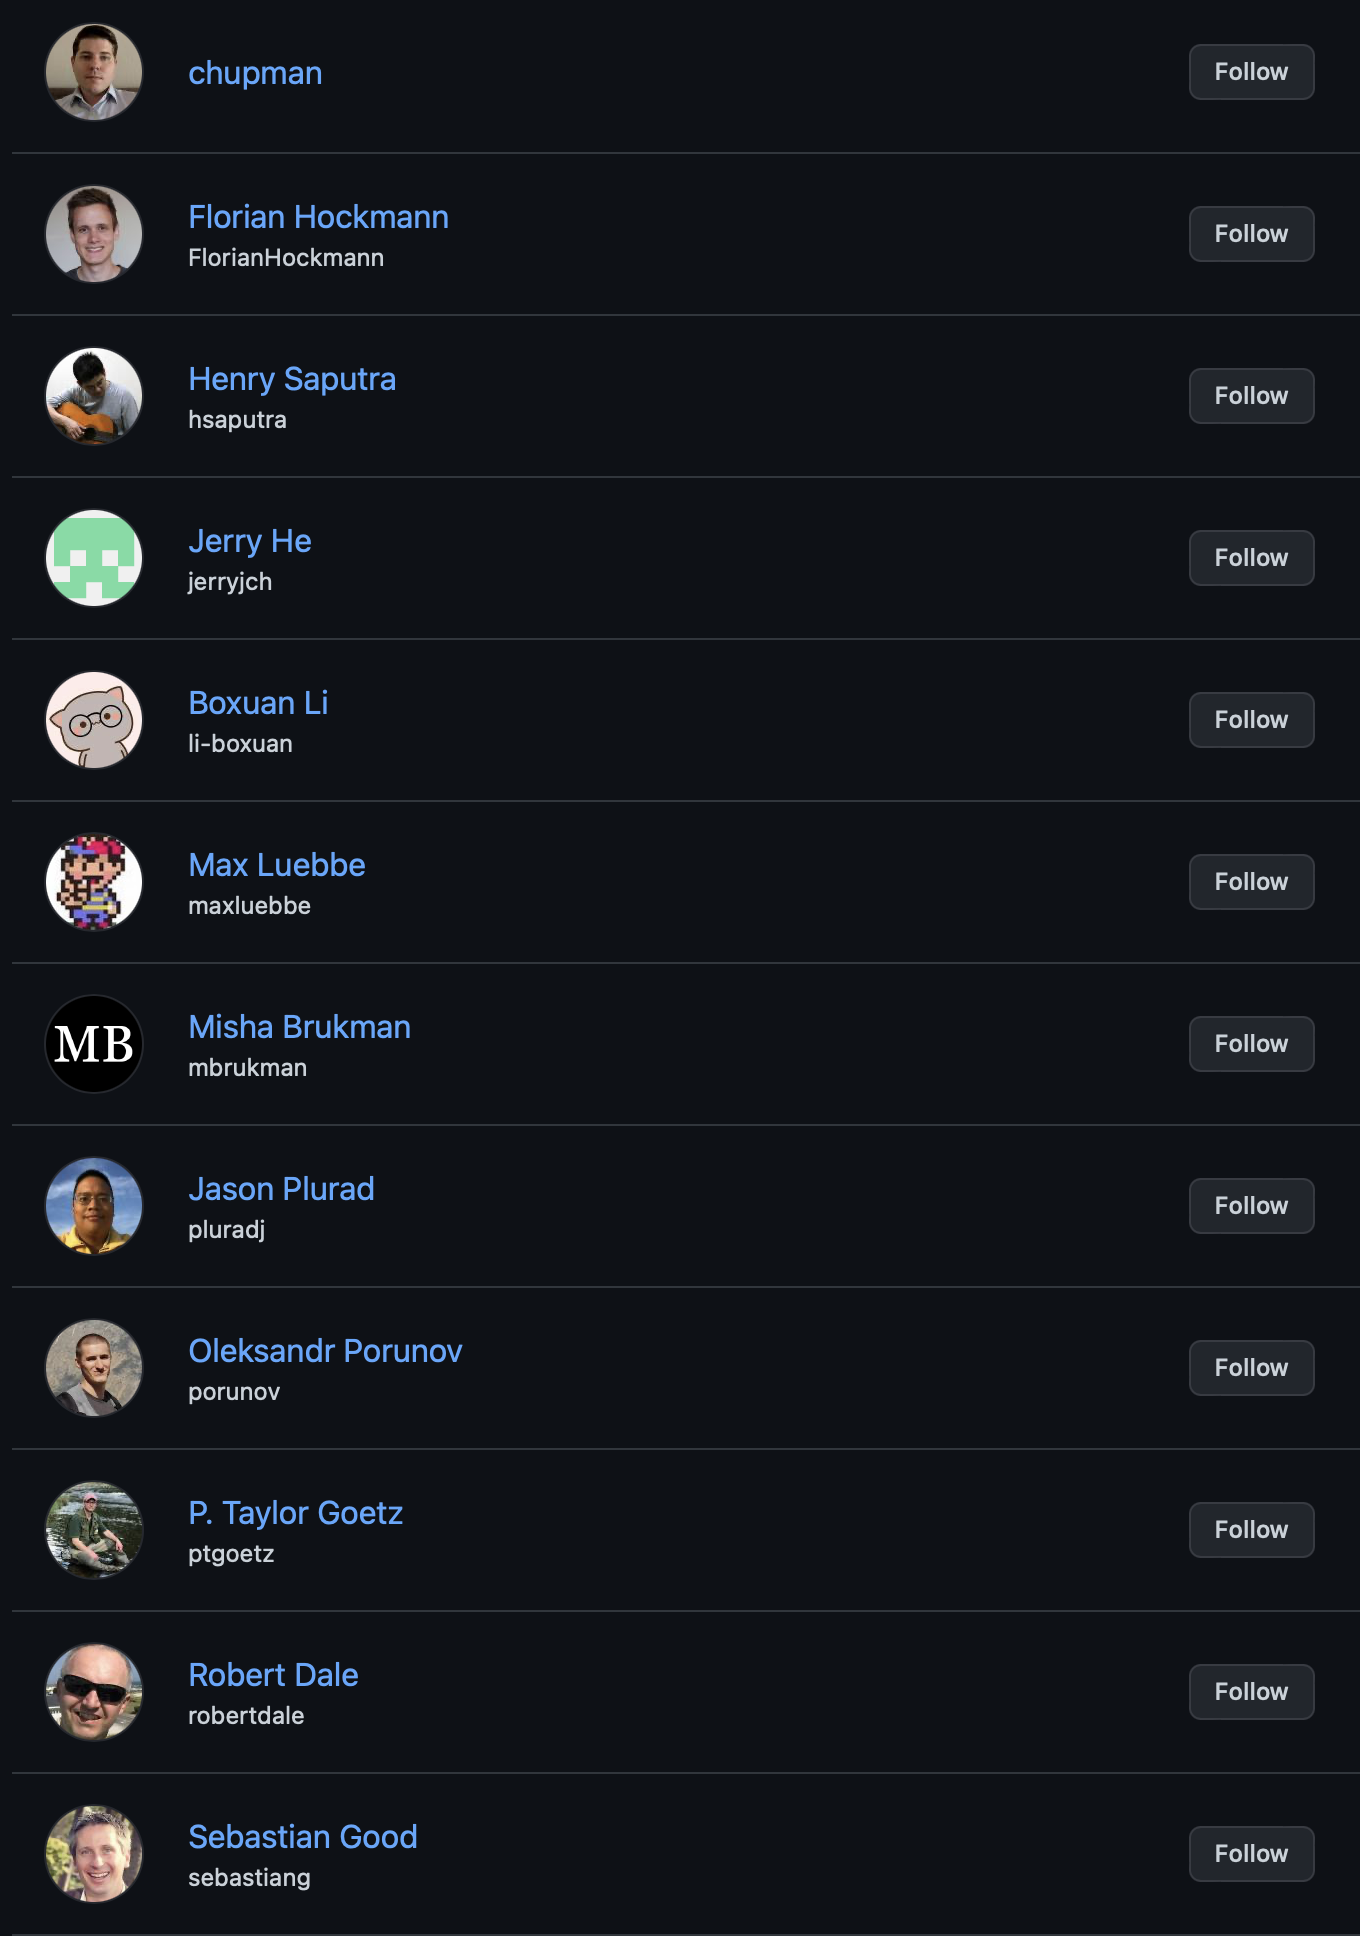 chupman
Follow
Florian Hockmann
FlorianHockmann
Follow
Henry Saputra
hsaputra
Follow
Jerry He
jerryjch
Follow
Boxuan Li
li-boxuan
Follow
Max Luebbe
maxluebbe
Follow
MB
Misha Brukman
mbrukman
Follow
Jason Plurad
pluradj
Follow
Oleksandr Porunov
porunov
Follow
P. Taylor Goetz
ptgoetz
Follow
Robert Dale
robertdale
Follow
Sebastian Good
sebastiang
Follow